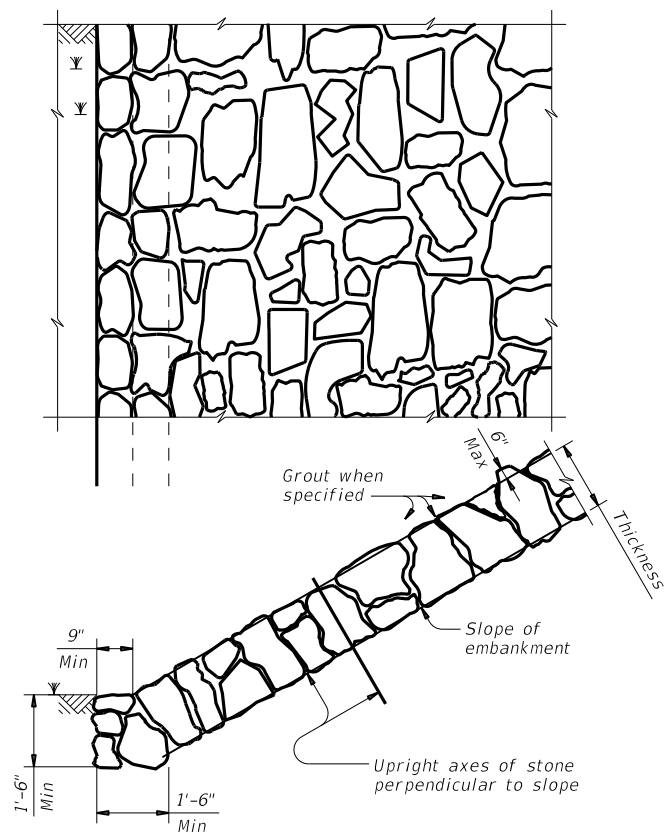 6"
Max
Grout when
specified
Thickness
Slope of
embankment
9"
Min
1'-6"
Min
Upright axes of stone
perpendicular to slope
1'-6"
Min